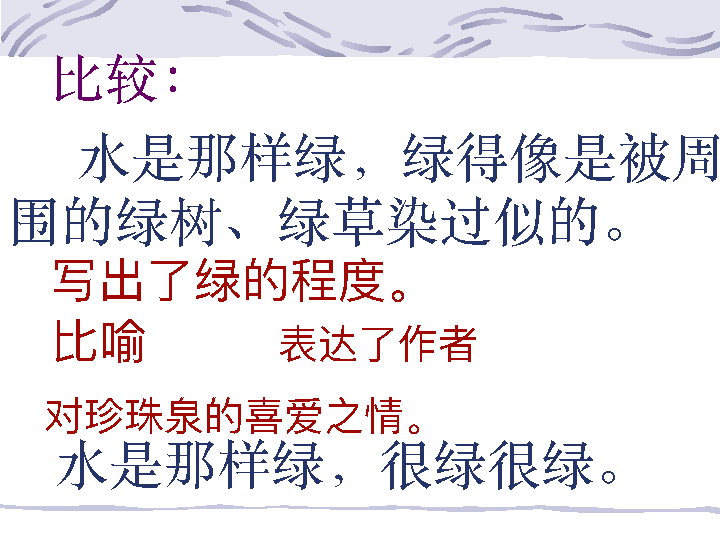 比较：
水是那样绿，绿得像是被周
围的绿树、绿草染过似的。
写出了绿的程度。
比喻 表达了作者
对珍珠泉的喜爱之情。
水是那样绿，很绿很绿。